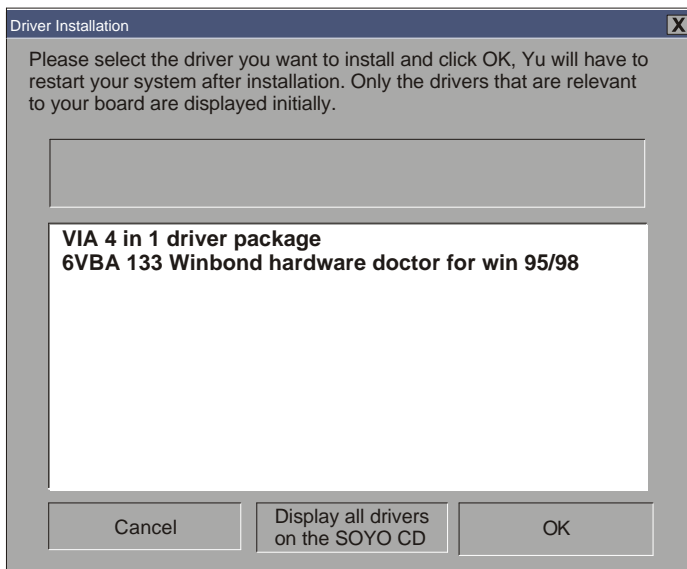 Driver Installation
X
Please select the driver you want to install and click OK, Yu will have to
restart your system after installation. Only the drivers that are relevant
to your board are displayed initially.
VIA 4 in 1 driver package
6VBA 133 Winbond hardware doctor for win 95/98
Cancel
Display all drivers
on the SOYO CD
OK